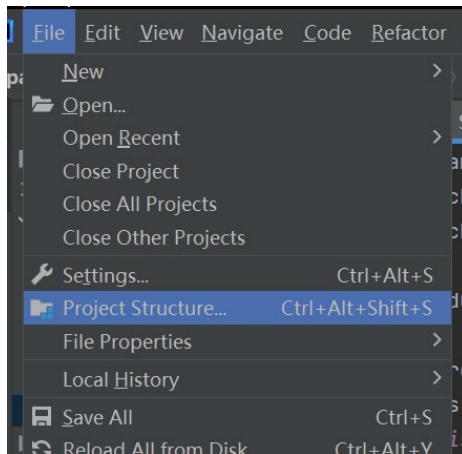 File Edit View Navigate Code Refactor
New
Open...
Open Recent
Close Project
Close All Projects
Close Other Projects
Settings... Ctrl+Alt+S
Project Structure... Ctrl+Alt+Shift+S
File Properties
Local History
Save All Ctrl+S
Reload All from Disk Ctrl+Alt+Y